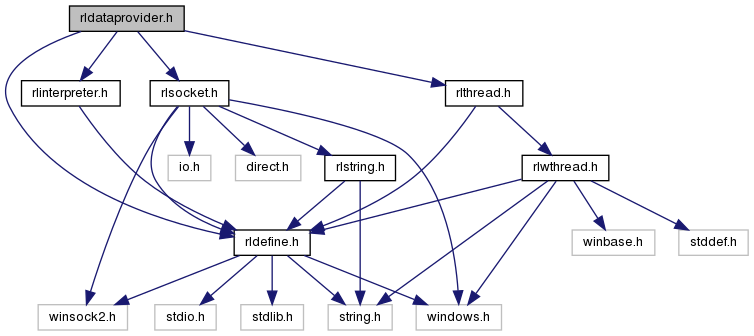 rldataprovider.h
rlinterpreter.h
rlsocket.h
rlthread.h
io.h
direct.h
rlstring.h
rlwthread.h
rldefine.h
winbase.h
stddef.h
winsock2.h
stdio.h
stdlib.h
string.h
windows.h